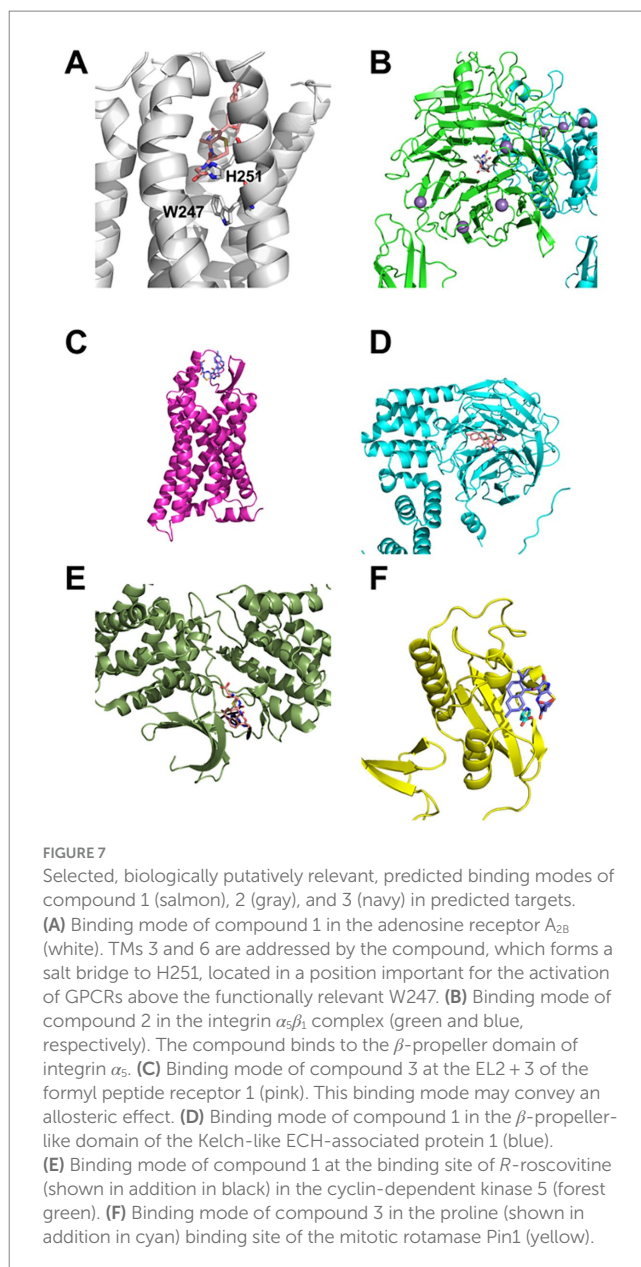 A
B
H251
W247
C
D
E
F
FIGURE 7
Selected, biologically putatively relevant, predicted binding modes of
compound 1 (salmon), 2 (gray), and 3 (navy) in predicted targets.
(A) Binding mode of compound 1 in the adenosine receptor A₂B
(white). TMs 3 and 6 are addressed by the compound, which forms a
salt bridge to H251, located in a position important for the activation
of GPCRs above the functionally relevant W247. (B) Binding mode of
compound 2 in the integrin α₅β₁ complex (green and blue,
respectively). The compound binds to the β-propeller domain of
integrin α₅. (C) Binding mode of compound 3 at the EL2 + 3 of the
formyl peptide receptor 1 (pink). This binding mode may convey an
allosteric effect. (D) Binding mode of compound 1 in the β-propeller-
like domain of the Kelch-like ECH-associated protein 1 (blue).
(E) Binding mode of compound 1 at the binding site of R-roscovitine
(shown in addition in black) in the cyclin-dependent kinase 5 (forest
green). (F) Binding mode of compound 3 in the proline (shown in
addition in cyan) binding site of the mitotic rotamase Pin1 (yellow).